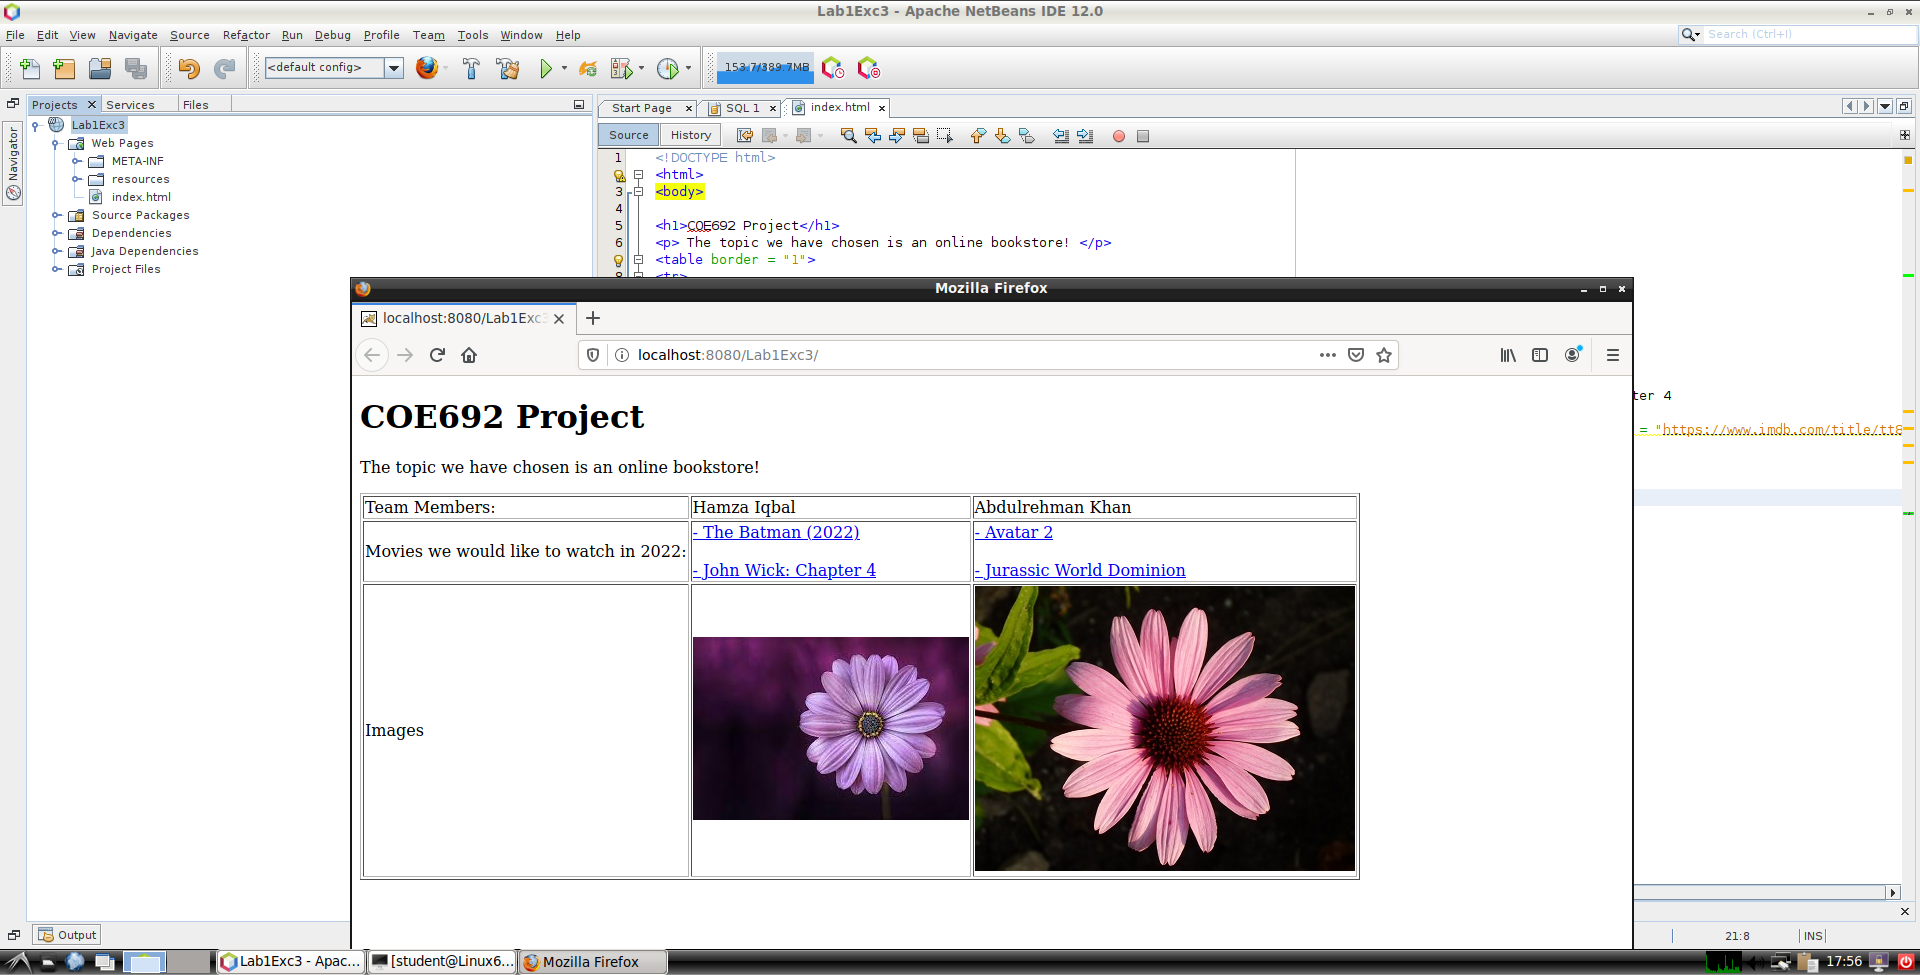 Lab1Exc3 - Apache NetBeans IDE 12.0
File Edit View Navigate Source Refactor Run Debug Profile Team Tools Window Help
Search (Ctrl+I)
<default config>
153.7/389.7MB
Projects Services Files
Start Page SQL 1 index.html
Navigator
Lab1Exc3
Web Pages
META-INF
resources
index.html
Source Packages
Dependencies
Java Dependencies
Project Files
Source History
1 <!DOCTYPE html>
<html>
3 <body>
4
5 <h1>COE692 Project</h1>
6 <p> The topic we have chosen is an online bookstore! </p>
<table border = "1">
8 <tr>
ter 4
= "https://www.imdb.com/title/tt8
Mozilla Firefox
localhost:8080/Lab1Exc3
localhost:8080/Lab1Exc3/
COE692 Project
The topic we have chosen is an online bookstore!
Team Members: Hamza Iqbal Abdulrehman Khan
Movies we would like to watch in 2022:
- The Batman (2022)
- John Wick: Chapter 4
- Avatar 2
- Jurassic World Dominion
Images
Output
21:8 INS
Lab1Exc3 - Apac... [student@Linux6... Mozilla Firefox
17:56